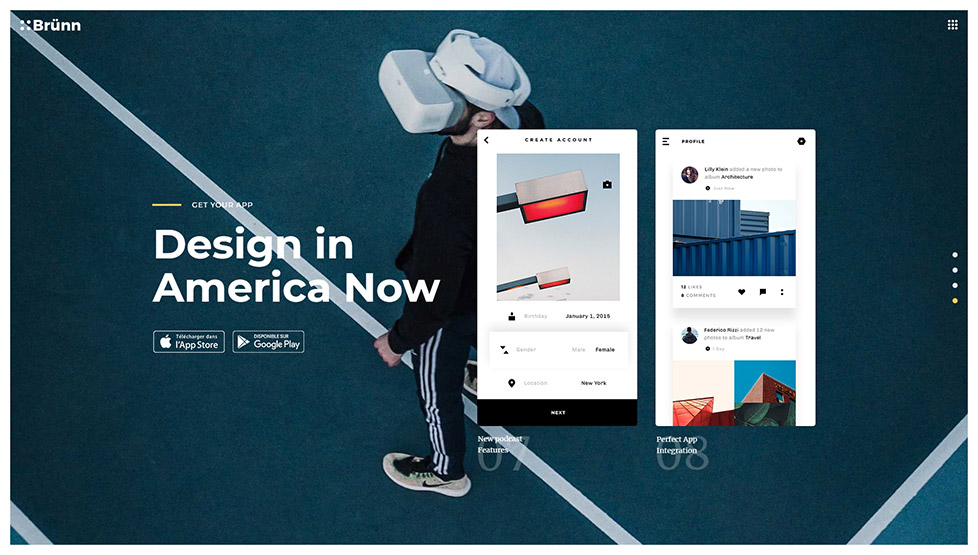 Brünn
GET YOUR APP
Design in
America Now
Télécharger dans
l'App Store
DISPONIBLE SUR
Google Play
CREATE ACCOUNT
Birthday January 1, 2015
Gender Male Female
Location New York
NEXT
New podcast
Features
07
PROFILE
Lilly Klein added a new photo to
album Architecture
Just Now
12 LIKES
8 COMMENTS
Federico Rizzi added 12 new
photos to album Travel
1 Day
Perfect App
Integration
08